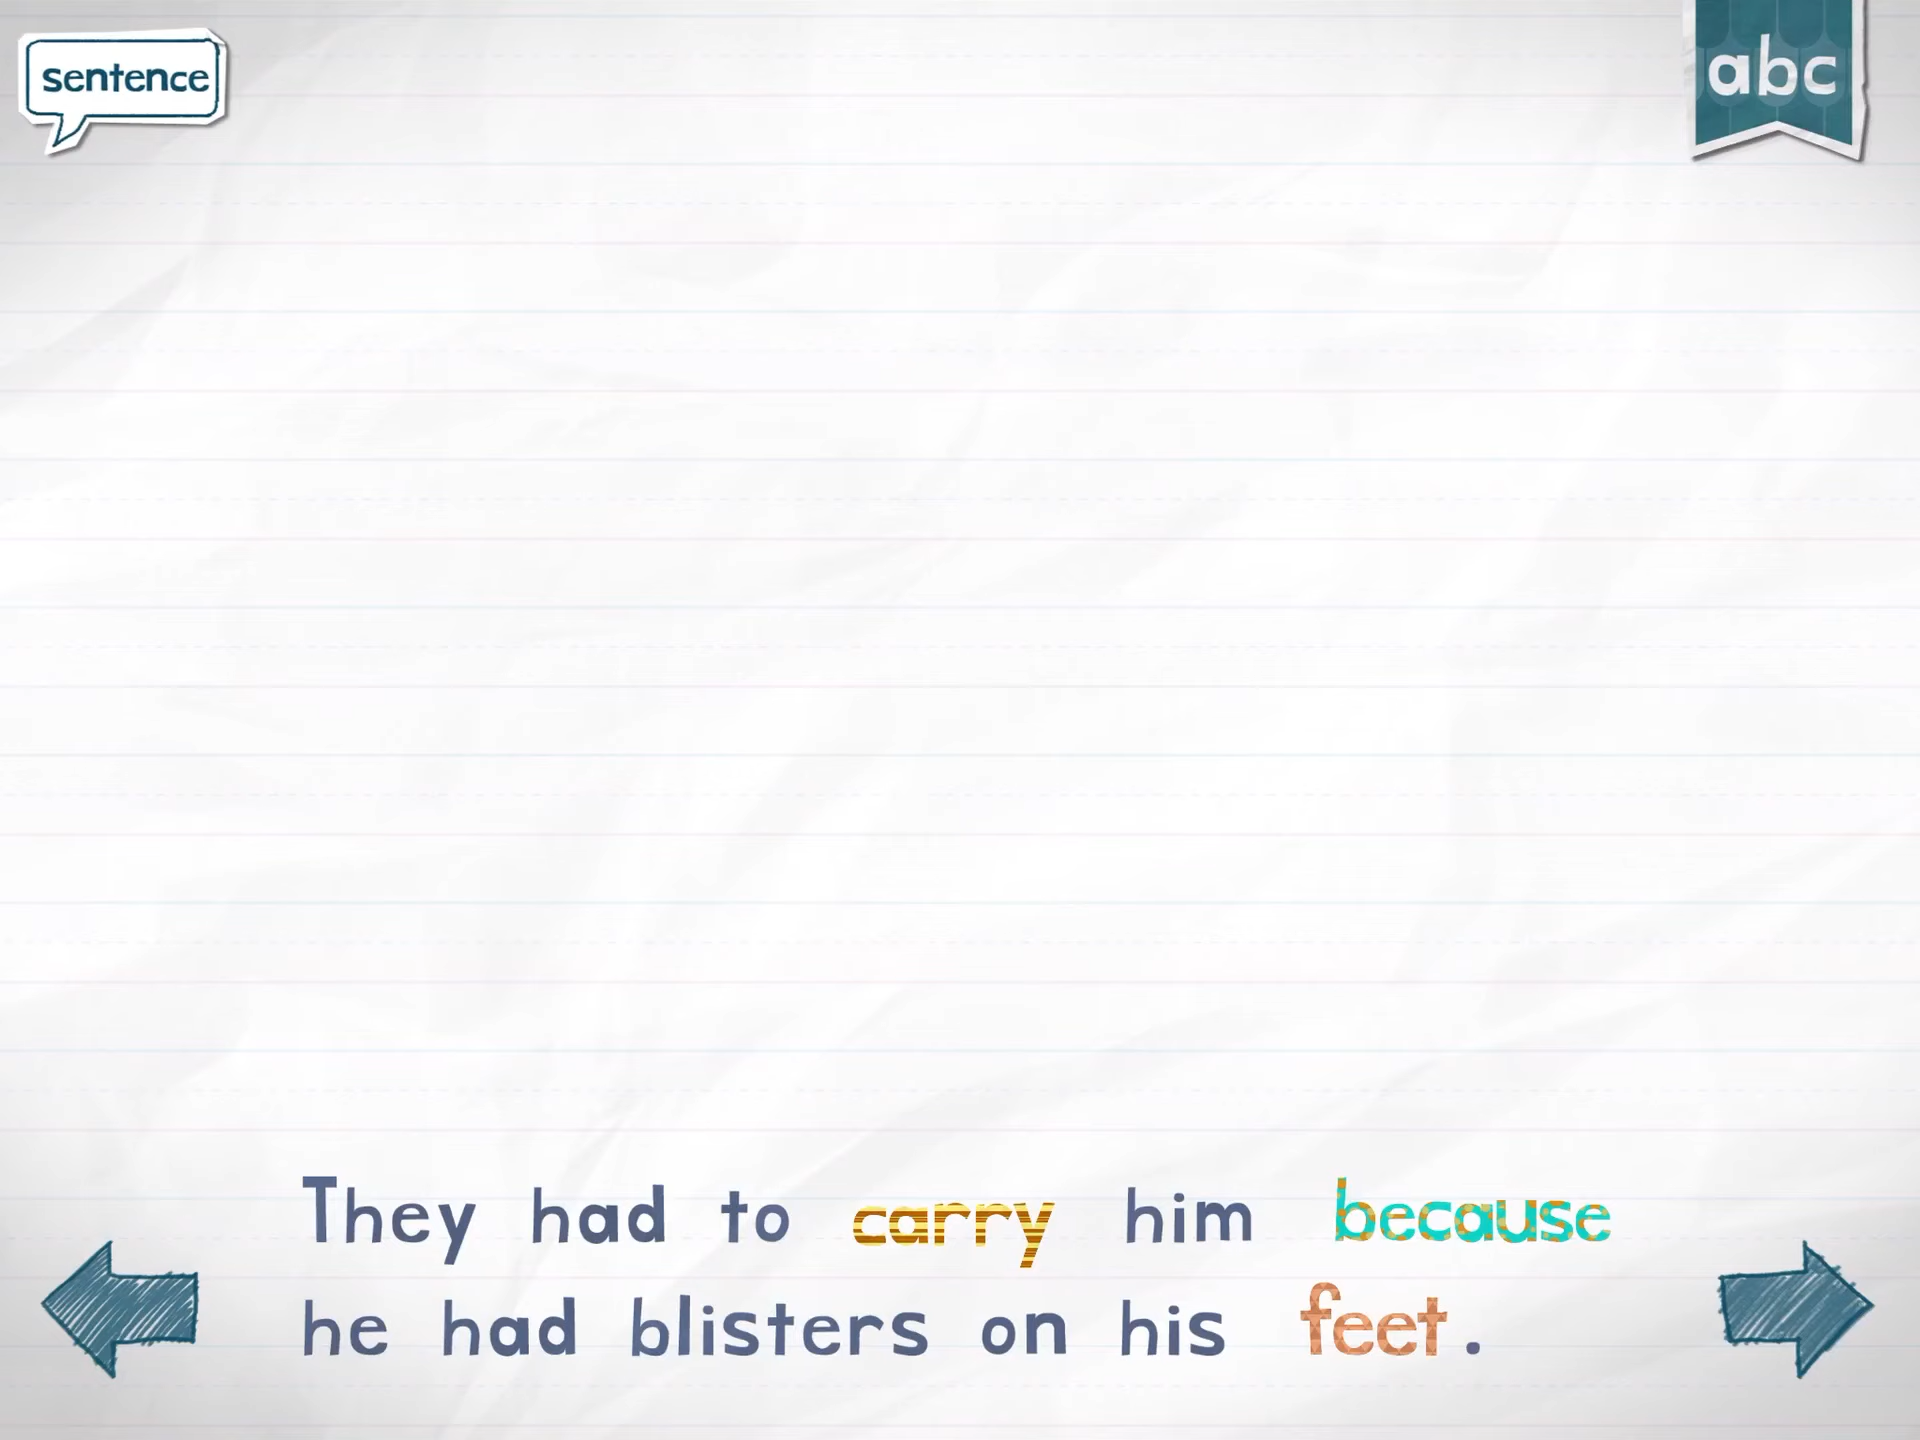 sentence
abc
They had to carry him because
he had blisters on his feet.